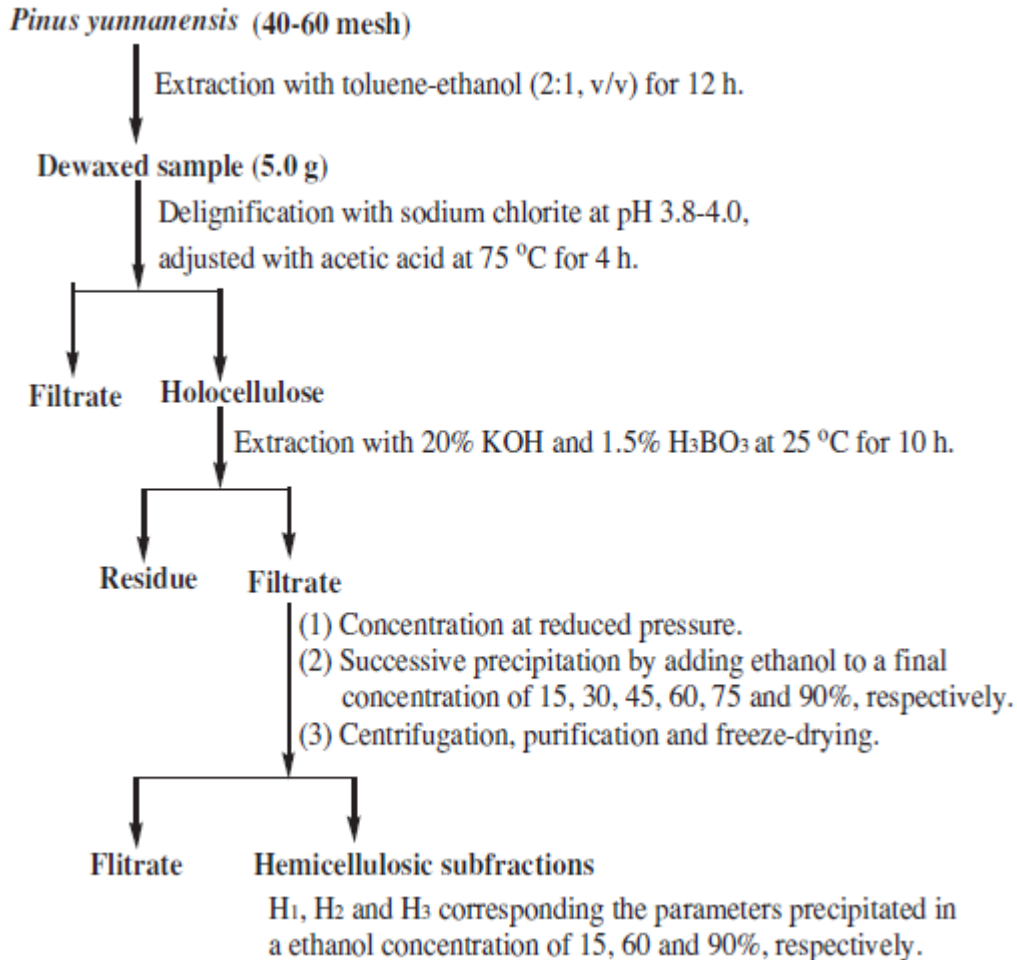 Pinus yunnanensis (40-60 mesh)
Extraction with toluene-ethanol (2:1, v/v) for 12 h.
Dewaxed sample (5.0 g)
Delignification with sodium chlorite at pH 3.8-4.0,
adjusted with acetic acid at 75 °C for 4 h.
Filtrate Holocellulose
Extraction with 20% KOH and 1.5% H₃BO₃ at 25 °C for 10 h.
Residue Filtrate
(1) Concentration at reduced pressure.
(2) Successive precipitation by adding ethanol to a final
concentration of 15, 30, 45, 60, 75 and 90%, respectively.
(3) Centrifugation, purification and freeze-drying.
Flitrate Hemicellulosic subfractions
H₁, H₂ and H₃ corresponding the parameters precipitated in
a ethanol concentration of 15, 60 and 90%, respectively.